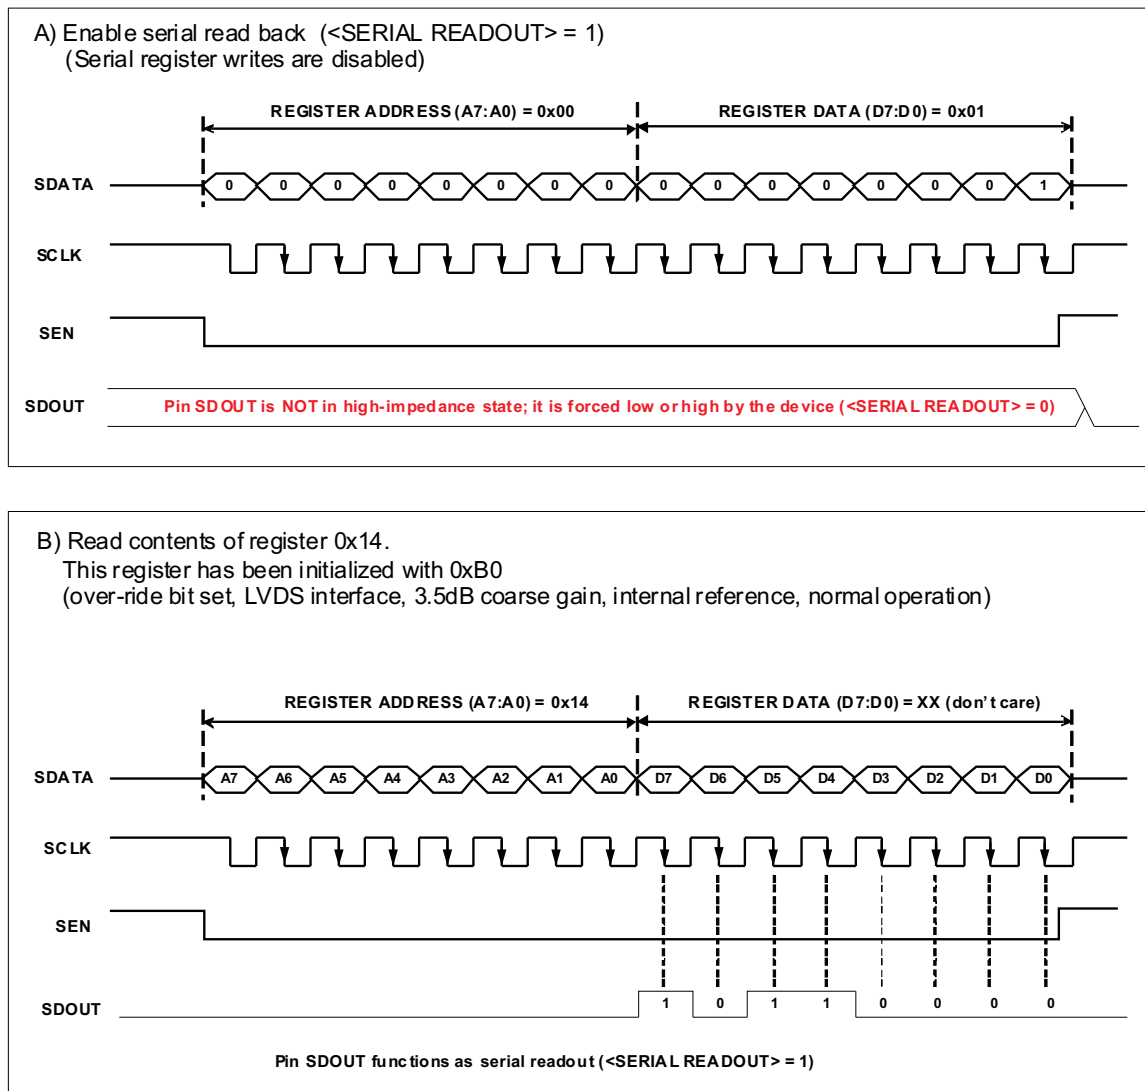 A) Enable serial read back (<SERIAL READOUT> = 1)
(Serial register writes are disabled)
REGISTER ADDRESS (A7:A0) = 0x00 REGISTER DATA (D7:D0) = 0x01
SDATA 0 0 0 0 0 0 0 0 0 0 0 0 0 0 0 1
SCLK
SEN
SDOUT Pin SDOUT is NOT in high-impedance state; it is forced low or high by the device (<SERIAL READOUT> = 0)
B) Read contents of register 0x14.
This register has been initialized with 0xB0
(over-ride bit set, LVDS interface, 3.5dB coarse gain, internal reference, normal operation)
REGISTER ADDRESS (A7:A0) = 0x14 REGISTER DATA (D7:D0) = XX (don't care)
SDATA A7 A6 A5 A4 A3 A2 A1 A0 D7 D6 D5 D4 D3 D2 D1 D0
SCLK
SEN
SDOUT 1 0 1 1 0 0 0 0
Pin SDOUT functions as serial readout (<SERIAL READOUT> = 1)